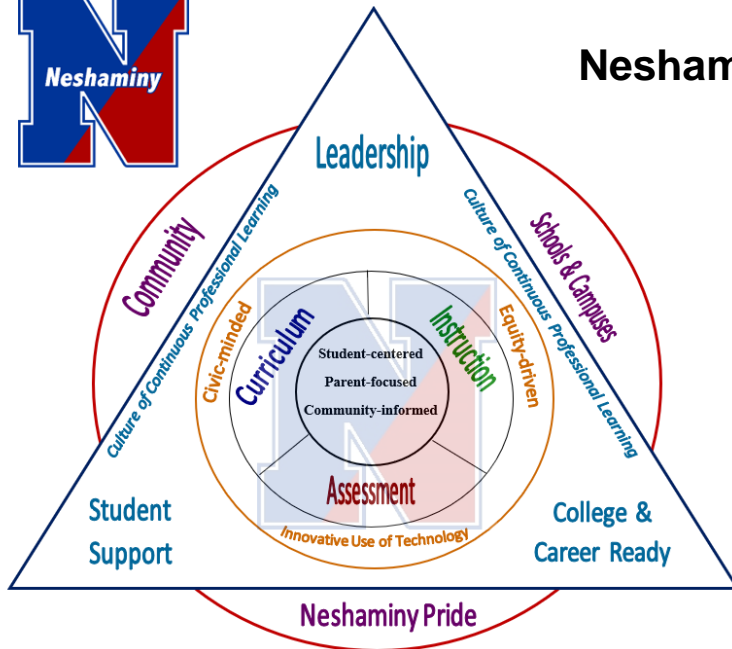 Neshaminy
Nesham
Leadership
Community
Culture of Continuous Professional Learning
Culture of Continuous Professional Learning
Schools & Campuses
Civic-minded
Curriculum
Instruction
Equity-driven
Student-centered
Parent-focused
Community-informed
Assessment
Innovative Use of Technology
Student
Support
College &
Career Ready
Neshaminy Pride